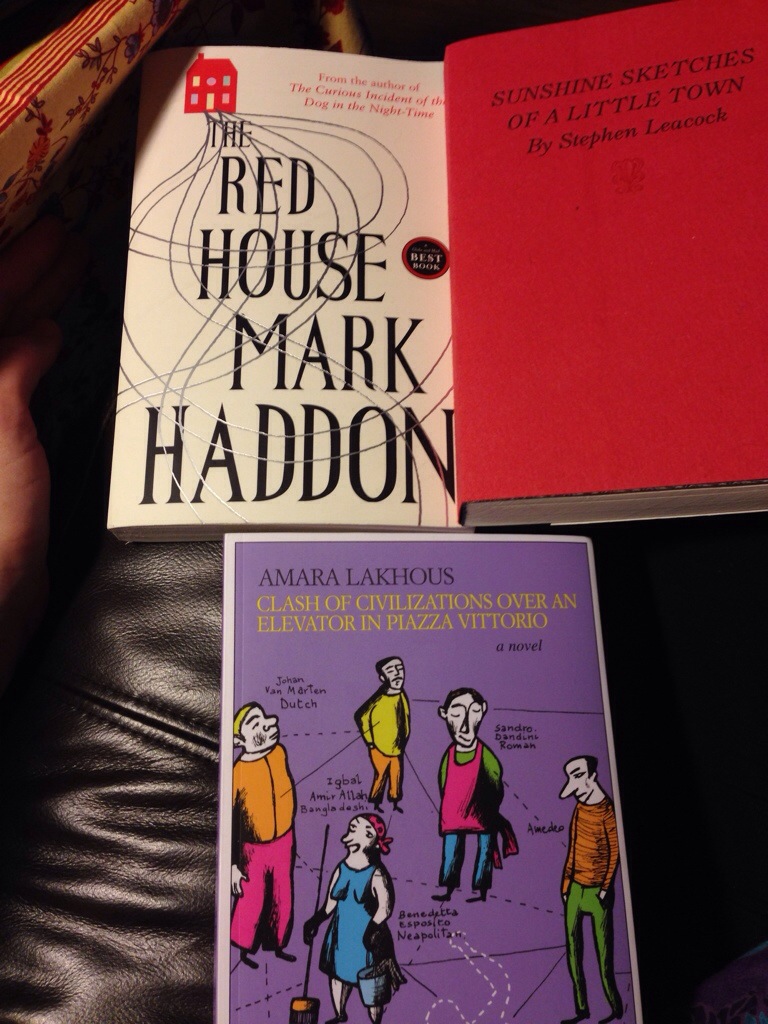 From the author of
The Curious Incident of the
Dog in the Night-Time
THE
RED
HOUSE
MARK
HADDON
BEST
BOOK
SUNSHINE SKETCHES
OF A LITTLE TOWN
By Stephen Leacock
AMARA LAKHOUS
CLASH OF CIVILIZATIONS OVER AN
ELEVATOR IN PIAZZA VITTORIO
a novel
Johan
Van Marten
Dutch
Sandro
Dandini
Roman
Iqbal
Amir Allah
Bangladeshi
Amedeo
Benedetta
Esposito
Neapolitan